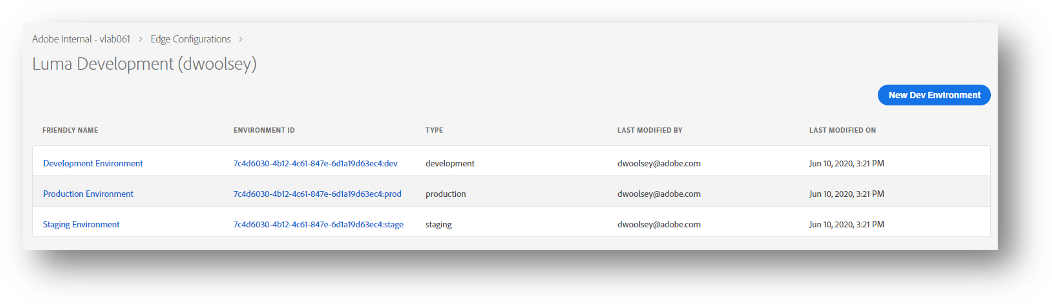 Adobe Internal - vlab061 > Edge Configurations >
Luma Development (dwoolsey)
New Dev Environment
FRIENDLY NAME ENVIRONMENT ID TYPE LAST MODIFIED BY LAST MODIFIED ON
Development Environment 7c4d6030-4b12-4c61-847e-6d1a19d63ec4:dev development dwoolsey@adobe.com Jun 10, 2020, 3:21 PM
Production Environment 7c4d6030-4b12-4c61-847e-6d1a19d63ec4:prod production dwoolsey@adobe.com Jun 10, 2020, 3:21 PM
Staging Environment 7c4d6030-4b12-4c61-847e-6d1a19d63ec4:stage staging dwoolsey@adobe.com Jun 10, 2020, 3:21 PM